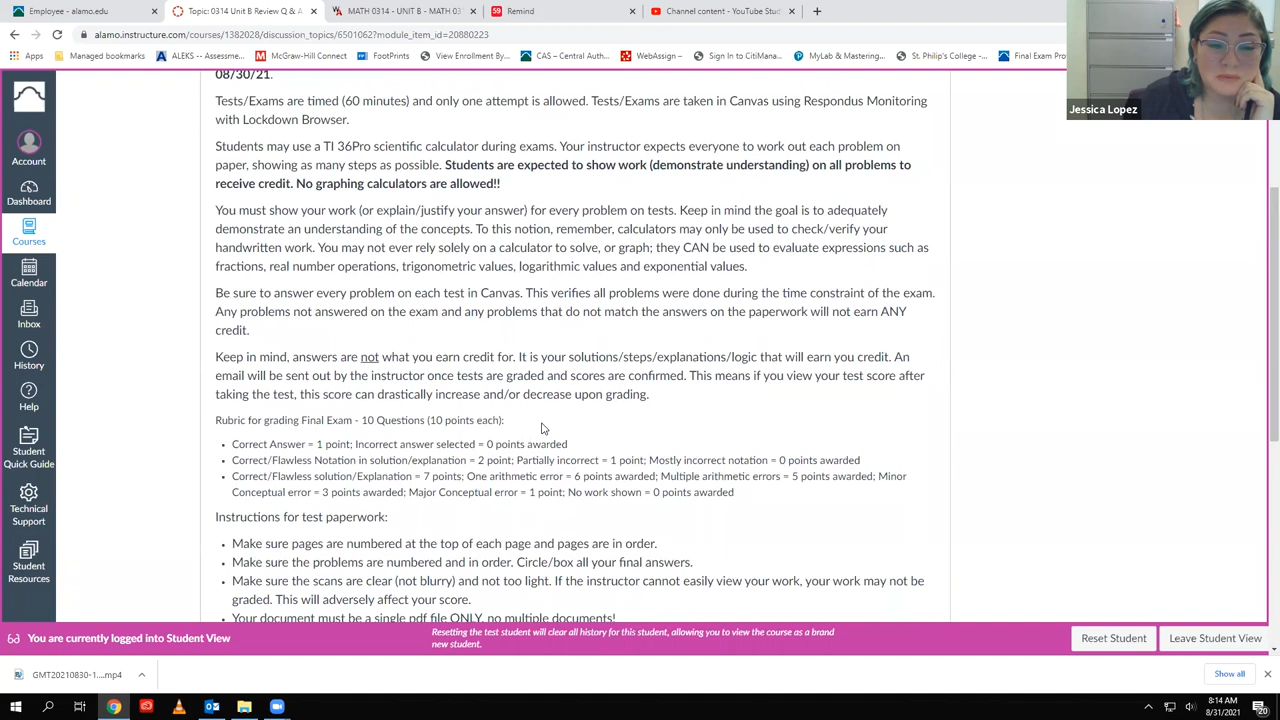 Employee - alamo.edu
Topic: 0314 Unit B Review Q & A
MATH 0314 - UNIT B - MATH 03
59 Remind
Channel content - YouTube Stud
alamo.instructure.com/courses/1382028/discussion_topics/6501062?module_item_id=20880223
Apps
Managed bookmarks
ALEKS -- Assessme...
McGraw-Hill Connect
FootPrints
View Enrollment By...
CAS – Central Auth...
WebAssign –
Sign In to CitiMana...
MyLab & Mastering...
St. Philip's College -...
Final Exam Pro
Jessica Lopez
Account
Dashboard
Courses
Calendar
Inbox
History
Help
Student
Quick Guide
Technical
Support
Student
Resources
08/30/21.
Tests/Exams are timed (60 minutes) and only one attempt is allowed. Tests/Exams are taken in Canvas using Respondus Monitoring
with Lockdown Browser.
Students may use a TI 36Pro scientific calculator during exams. Your instructor expects everyone to work out each problem on
paper, showing as many steps as possible. Students are expected to show work (demonstrate understanding) on all problems to
receive credit. No graphing calculators are allowed!!
You must show your work (or explain/justify your answer) for every problem on tests. Keep in mind the goal is to adequately
demonstrate an understanding of the concepts. To this notion, remember, calculators may only be used to check/verify your
handwritten work. You may not ever rely solely on a calculator to solve, or graph; they CAN be used to evaluate expressions such as
fractions, real number operations, trigonometric values, logarithmic values and exponential values.
Be sure to answer every problem on each test in Canvas. This verifies all problems were done during the time constraint of the exam.
Any problems not answered on the exam and any problems that do not match the answers on the paperwork will not earn ANY
credit.
Keep in mind, answers are not what you earn credit for. It is your solutions/steps/explanations/logic that will earn you credit. An
email will be sent out by the instructor once tests are graded and scores are confirmed. This means if you view your test score after
taking the test, this score can drastically increase and/or decrease upon grading.
Rubric for grading Final Exam - 10 Questions (10 points each):
• Correct Answer = 1 point; Incorrect answer selected = 0 points awarded
• Correct/Flawless Notation in solution/explanation = 2 point; Partially incorrect = 1 point; Mostly incorrect notation = 0 points awarded
• Correct/Flawless solution/Explanation = 7 points; One arithmetic error = 6 points awarded; Multiple arithmetic errors = 5 points awarded; Minor
Conceptual error = 3 points awarded; Major Conceptual error = 1 point; No work shown = 0 points awarded
Instructions for test paperwork:
• Make sure pages are numbered at the top of each page and pages are in order.
• Make sure the problems are numbered and in order. Circle/box all your final answers.
• Make sure the scans are clear (not blurry) and not too light. If the instructor cannot easily view your work, your work may not be
graded. This will adversely affect your score.
• Your document must be a single pdf file ONLY, no multiple documents!
You are currently logged into Student View
Resetting the test student will clear all history for this student, allowing you to view the course as a brand
new student.
Reset Student
Leave Student View
GMT20210830-1....mp4
Show all
8:14 AM
8/31/2021
20